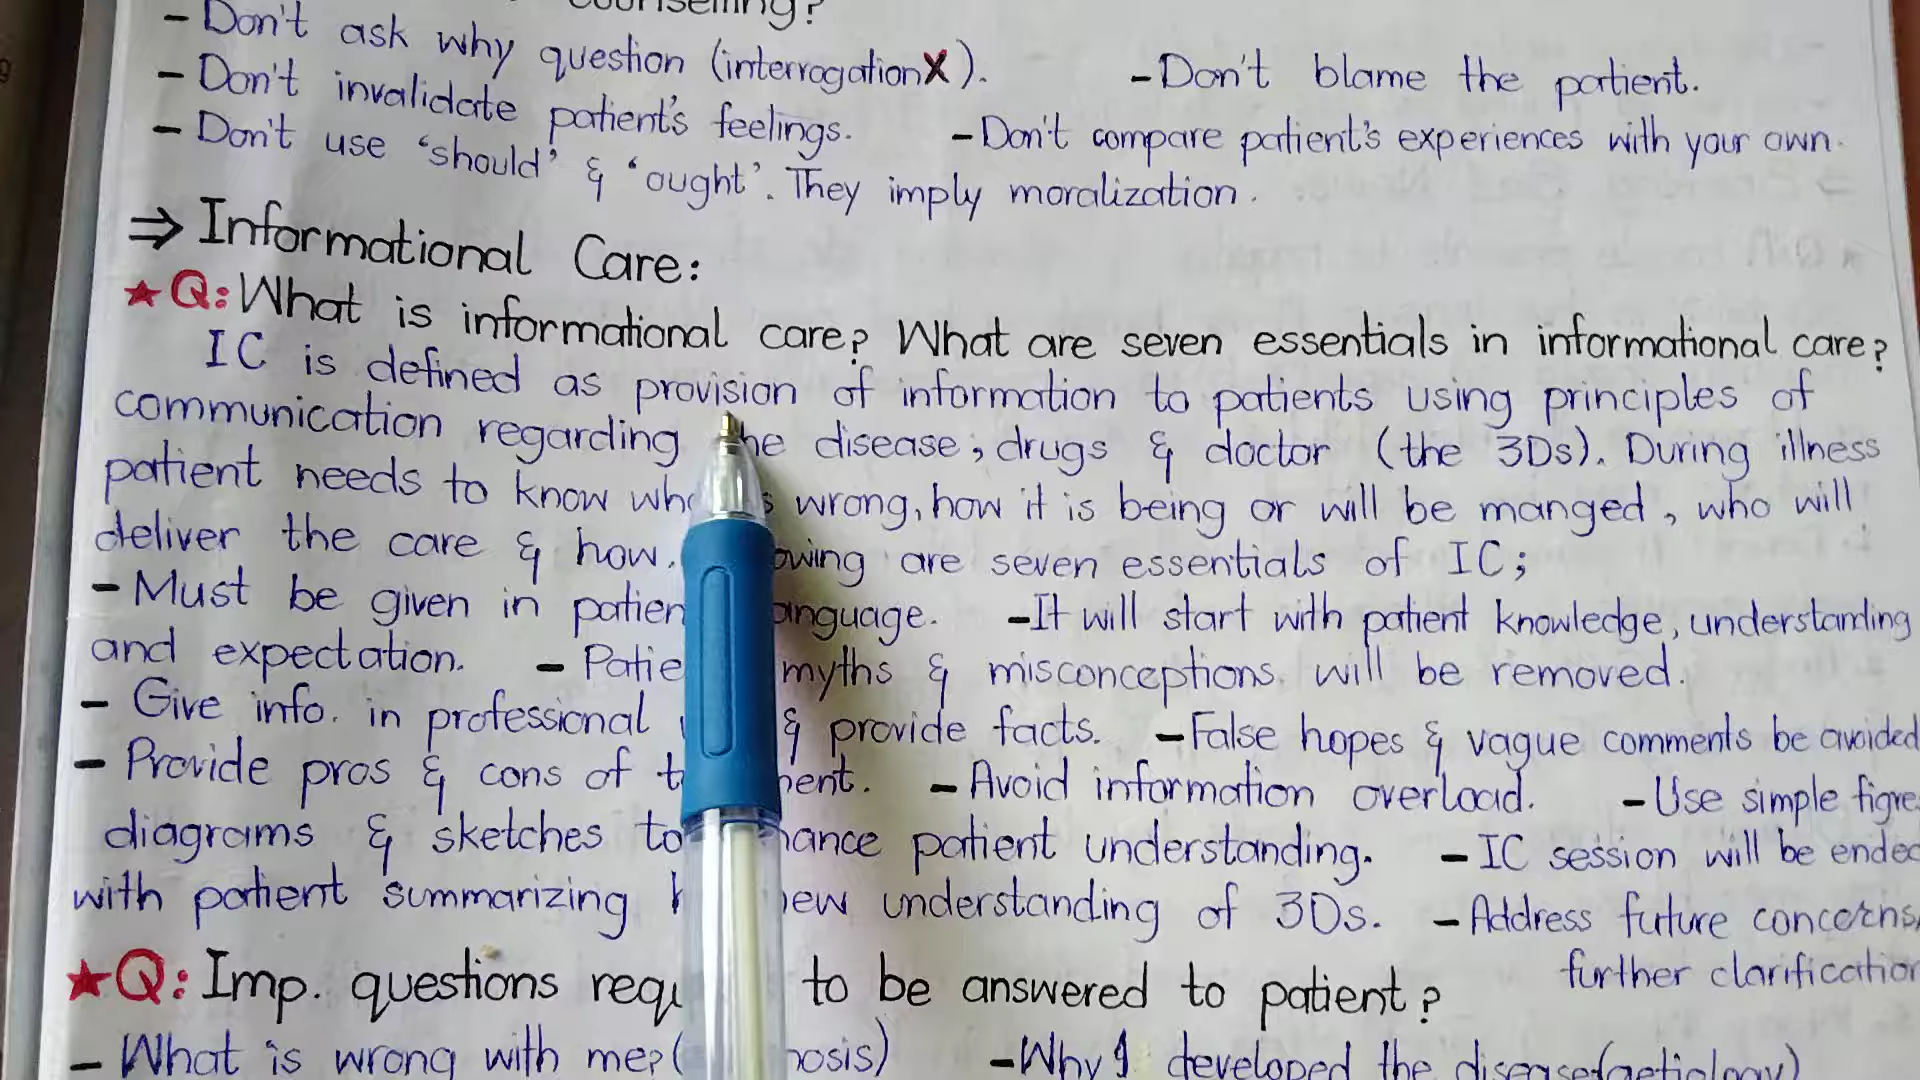 counselling?
- Don't ask why question (interrogation X). - Don't blame the patient.
- Don't invalidate patient's feelings. - Don't compare patient's experiences with your own.
- Don't use 'should' & 'ought'. They imply moralization.
⇒ Informational Care:
★ Q: What is informational care? What are seven essentials in informational care?
IC is defined as provision of information to patients using principles of
communication regarding the disease, drugs & doctor (the 3Ds). During illness
patient needs to know wrong, how it is being or will be manged, who will
deliver the care & how. are seven essentials of IC;
- Must be given in language. - It will start with patient knowledge, understanding
and expectation. - myths & misconceptions will be removed.
- Give info. in professional & provide facts. - False hopes & vague comments be avoided
- Provide pros & cons of - Avoid information overload. - Use simple
diagrams & sketches to patient understanding. - IC session will be ended
with patient summarizing understanding of 3Ds. - Address future concerns,
further clarification
★ Q: Imp. questions to be answered to patient?
- What is wrong with me? ( - Why I developed the disease (aetiology)